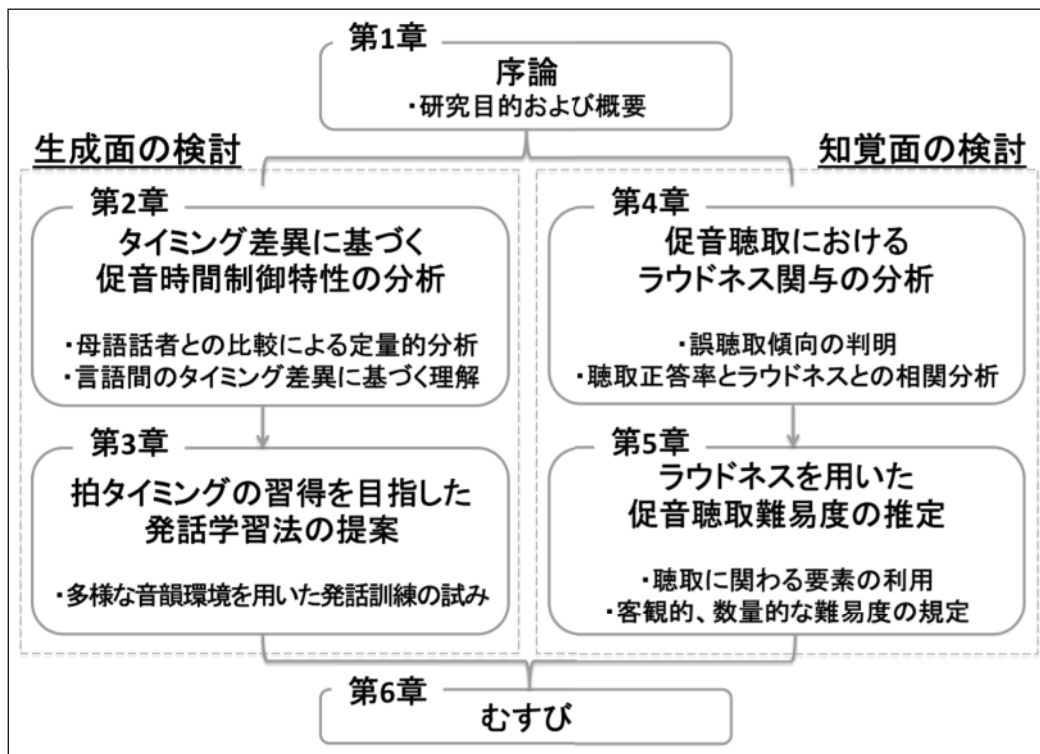 第1章
序論
・研究目的および概要
生成面の検討
第2章
タイミング差異に基づく
促音時間制御特性の分析
・母語話者との比較による定量的分析
・言語間のタイミング差異に基づく理解
第3章
拍タイミングの習得を目指した
発話学習法の提案
・多様な音韻環境を用いた発話訓練の試み
知覚面の検討
第4章
促音聴取における
ラウドネス関与の分析
・誤聴取傾向の判明
・聴取正答率とラウドネスとの相関分析
第5章
ラウドネスを用いた
促音聴取難易度の推定
・聴取に関わる要素の利用
・客観的、数量的な難易度の規定
第6章
むすび